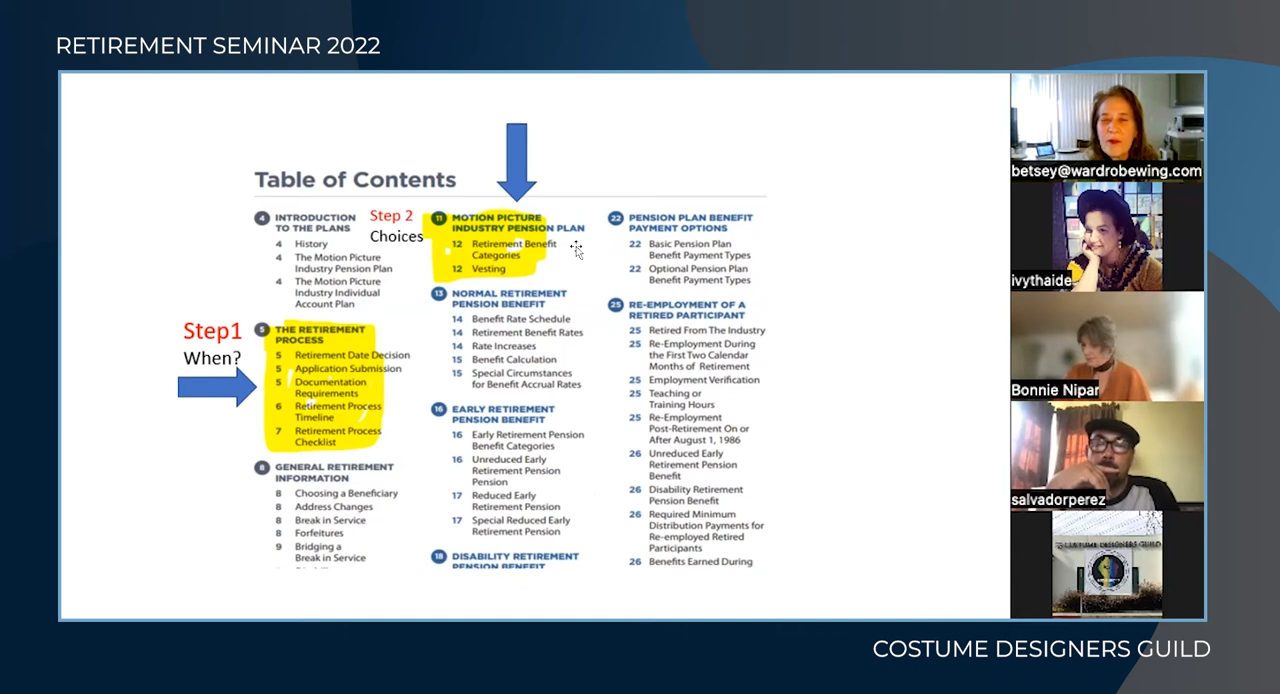 RETIREMENT SEMINAR 2022
Table of Contents
Step1
When?
4 INTRODUCTION
TO THE PLANS
4 History
4 The Motion Picture
Industry Pension Plan
4 The Motion Picture
Industry Individual
Account Plan
5 THE RETIREMENT
PROCESS
5 Retirement Date Decision
5 Application Submission
5 Documentation
Requirements
6 Retirement Process
Timeline
7 Retirement Process
Checklist
8 GENERAL RETIREMENT
INFORMATION
8 Choosing a Beneficiary
8 Address Changes
8 Break in Service
8 Forfeitures
9 Bridging a
Break in Service
Step 2
Choices
11 MOTION PICTURE
INDUSTRY PENSION PLAN
12 Retirement Benefit
Categories
12 Vesting
13 NORMAL RETIREMENT
PENSION BENEFIT
14 Benefit Rate Schedule
14 Retirement Benefit Rates
14 Rate Increases
15 Benefit Calculation
15 Special Circumstances
for Benefit Accrual Rates
16 EARLY RETIREMENT
PENSION BENEFIT
16 Early Retirement Pension
Benefit Categories
16 Unreduced Early
Retirement Pension
Pension
17 Reduced Early
Retirement Pension
17 Special Reduced Early
Retirement Pension
18 DISABILITY RETIREMENT
PENSION BENEFIT
22 PENSION PLAN BENEFIT
PAYMENT OPTIONS
22 Basic Pension Plan
Benefit Payment Types
22 Optional Pension Plan
Benefit Payment Types
25 RE-EMPLOYMENT OF A
RETIRED PARTICIPANT
25 Retired From The Industry
25 Re-Employment During
the First Two Calendar
Months of Retirement
25 Employment Verification
25 Teaching or
Training Hours
25 Re-Employment
Post-Retirement On or
After August 1, 1986
26 Unreduced Early
Retirement Pension
Benefit
26 Disability Retirement
Pension Benefit
26 Required Minimum
Distribution Payments for
Re-employed Retired
Participants
26 Benefits Earned During
betsey@wardrobewing.com
ivythaide
Bonnie Nipar
salvadorperez
COSTUME DESIGNERS GUILD
COSTUME DESIGNERS GUILD